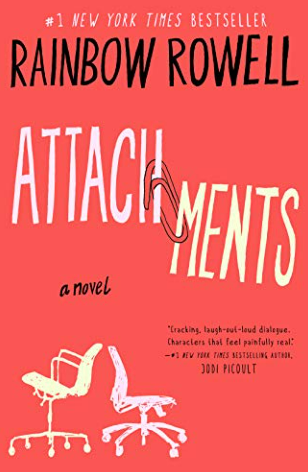 #1 NEW YORK TIMES BESTSELLER
RAINBOW ROWELL
ATTACH
MENTS
a novel
"Cracking, laugh-out-loud dialogue.
Characters that feel painfully real."
—#1 NEW YORK TIMES BESTSELLING AUTHOR,
JODI PICOULT